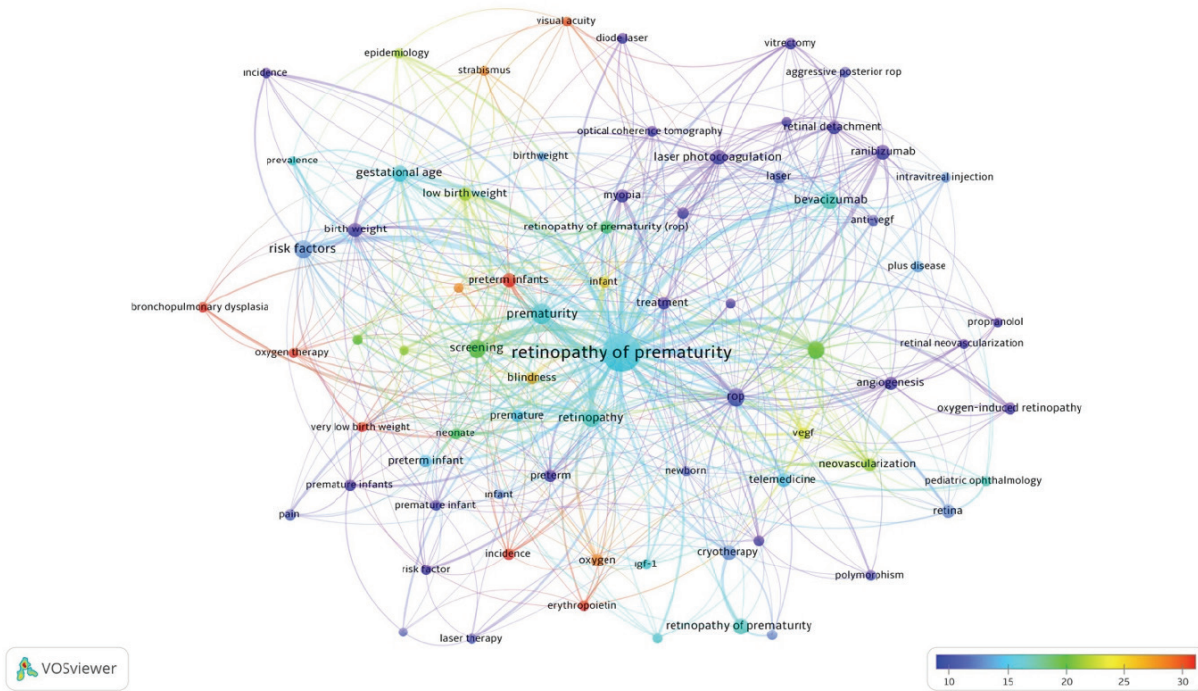 visual acuity
diode laser
vitrectomy
epidemiology
strabismus
incidence
aggressive posterior rop
optical coherence tomography
retinal detachment
prevalence
birthweight
laser photocoagulation
ranibizumab
gestational age
laser
intravitreal injection
low birth weight
myopia
bevacizumab
birth weight
retinopathy of prematurity (rop)
anti-vegf
risk factors
plus disease
preterm infants
infant
bronchopulmonary dysplasia
prematurity
treatment
propranolol
oxygen therapy
screening
retinopathy of prematurity
retinal neovascularization
blindness
rop
angiogenesis
oxygen-induced retinopathy
premature
retinopathy
very low birth weight
neonate
vegf
preterm infant
neovascularization
premature infants
preterm
newborn
telemedicine
pediatric ophthalmology
infant
premature infant
pain
retina
incidence
oxygen
igf-1
cryotherapy
risk factor
polymorphism
erythropoietin
laser therapy
retinopathy of prematurity
VOSviewer
10 15 20 25 30